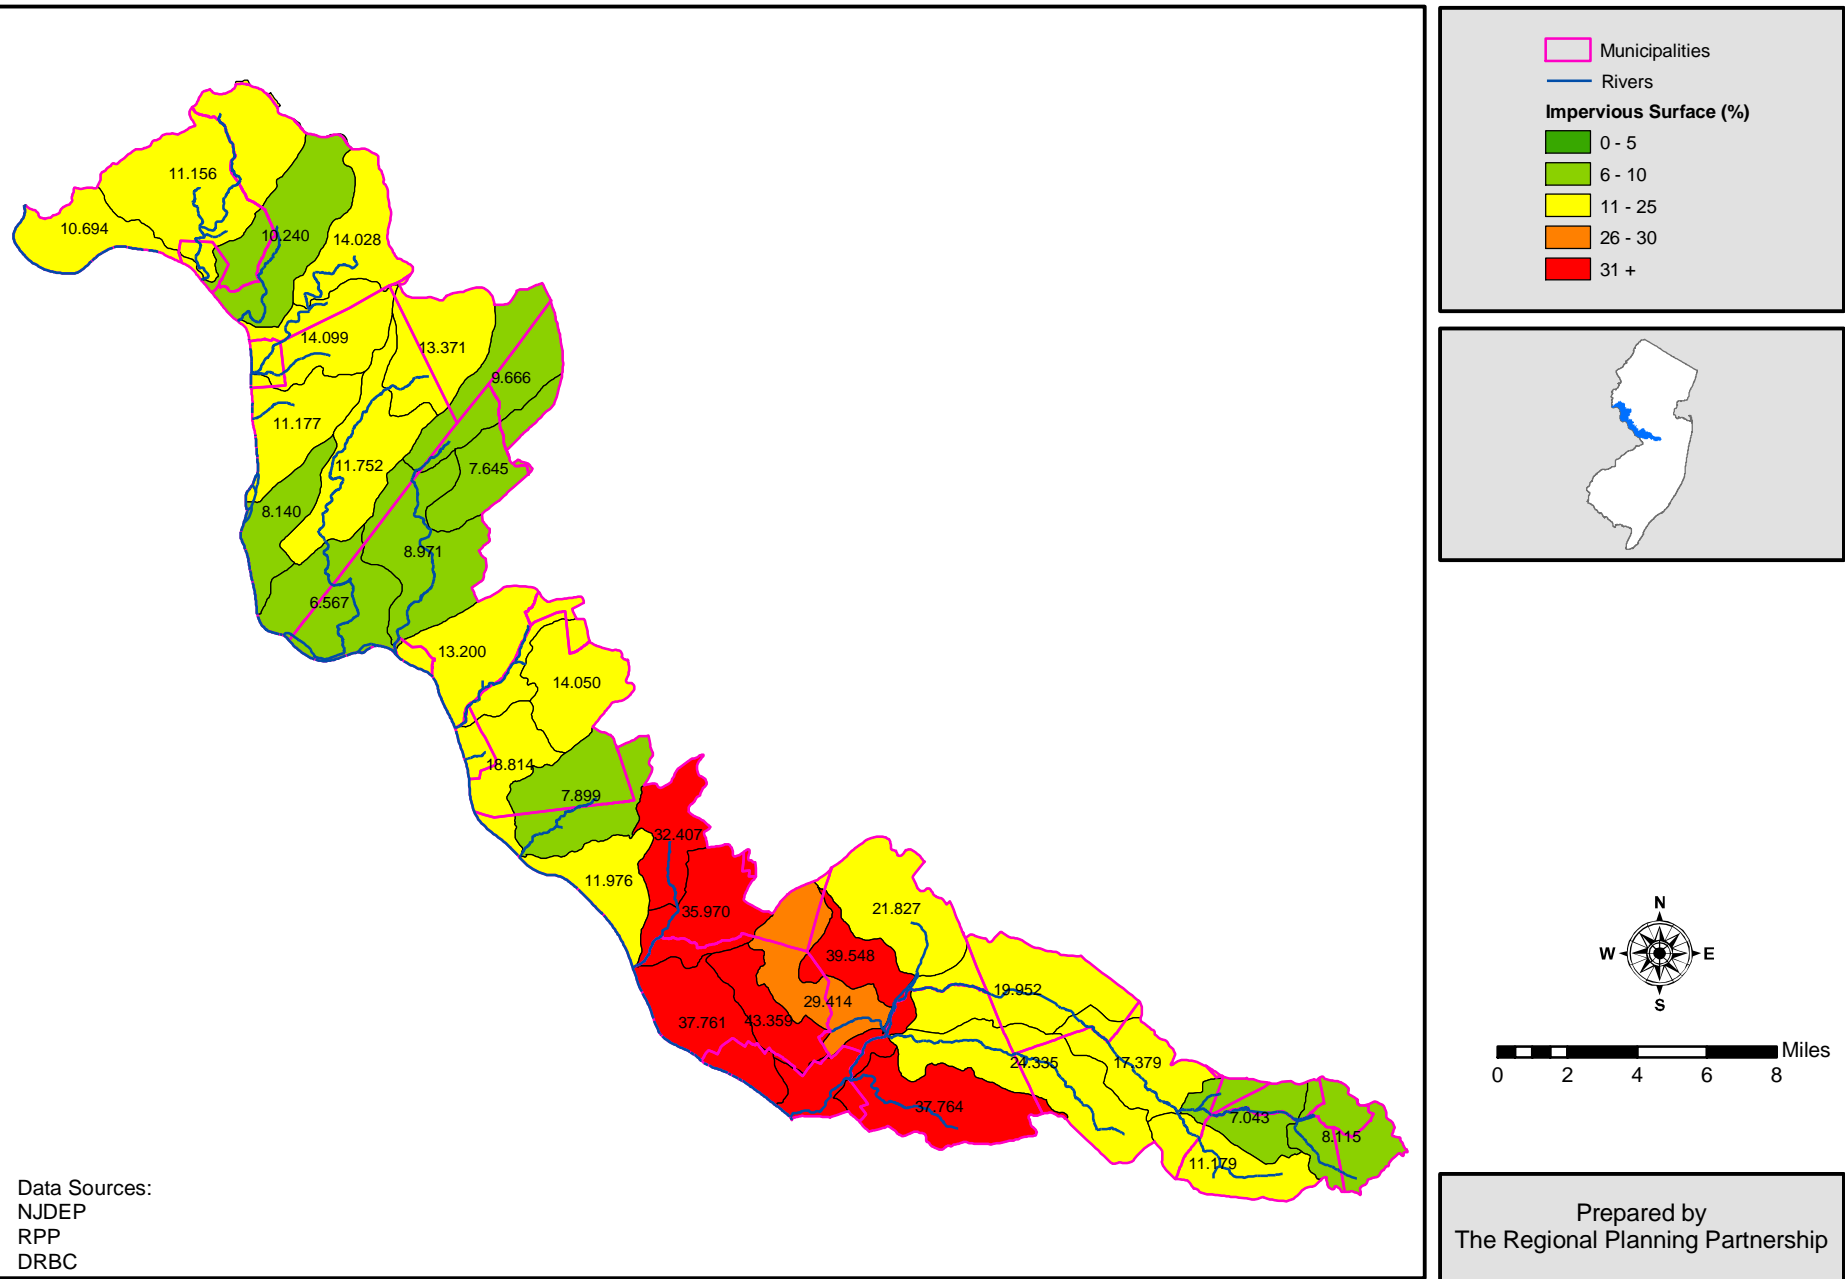 11.156
10.694
10.240
14.028
14.099
13.371
9.666
11.177
11.752
7.645
8.140
8.971
6.567
13.200
14.050
18.814
7.899
32.407
11.976
35.970
21.827
39.548
29.414
19.952
37.761
43.359
24.335
17.379
37.764
7.043
8.115
11.179
Data Sources:
NJDEP
RPP
DRBC
Municipalities
Rivers
Impervious Surface (%)
0 - 5
6 - 10
11 - 25
26 - 30
31 +
N
W
E
S
Miles
0 2 4 6 8
Prepared by
The Regional Planning Partnership